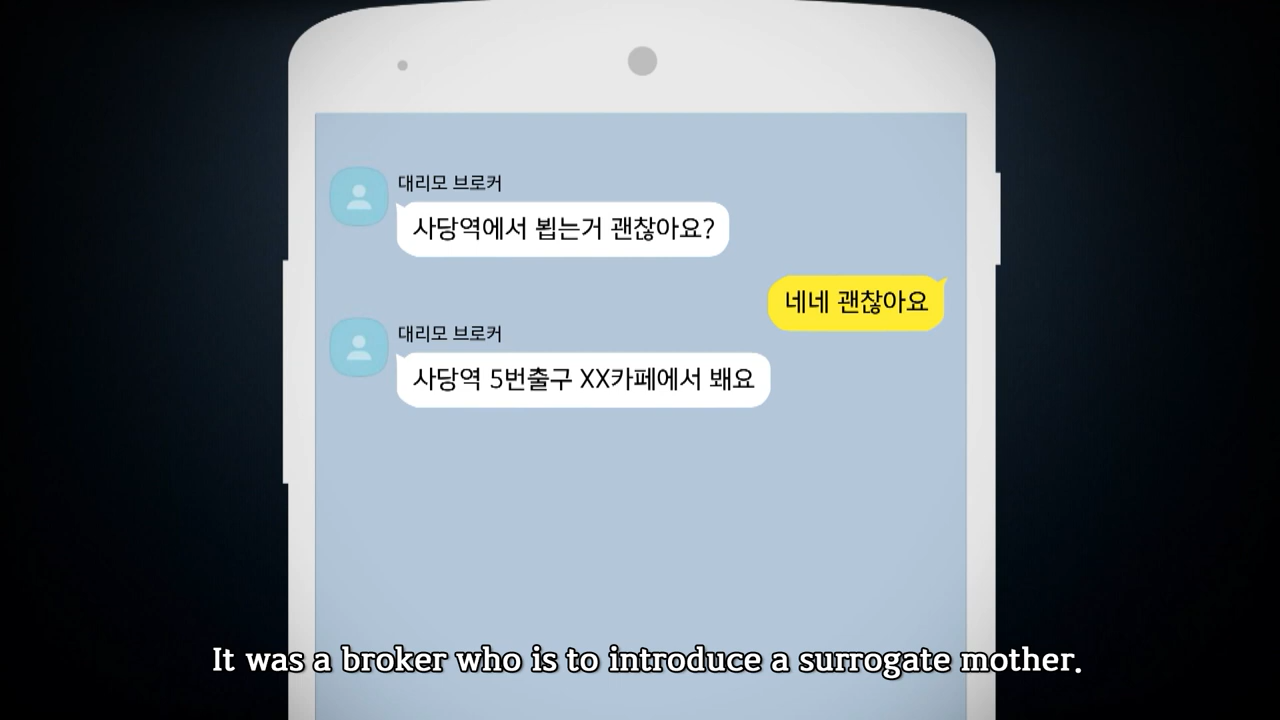 대리모 브로커
사당역에서 뵙는거 괜찮아요?
네네 괜찮아요
대리모 브로커
사당역 5번출구 XX카페에서 봬요
It was a broker who is to introduce a surrogate mother.